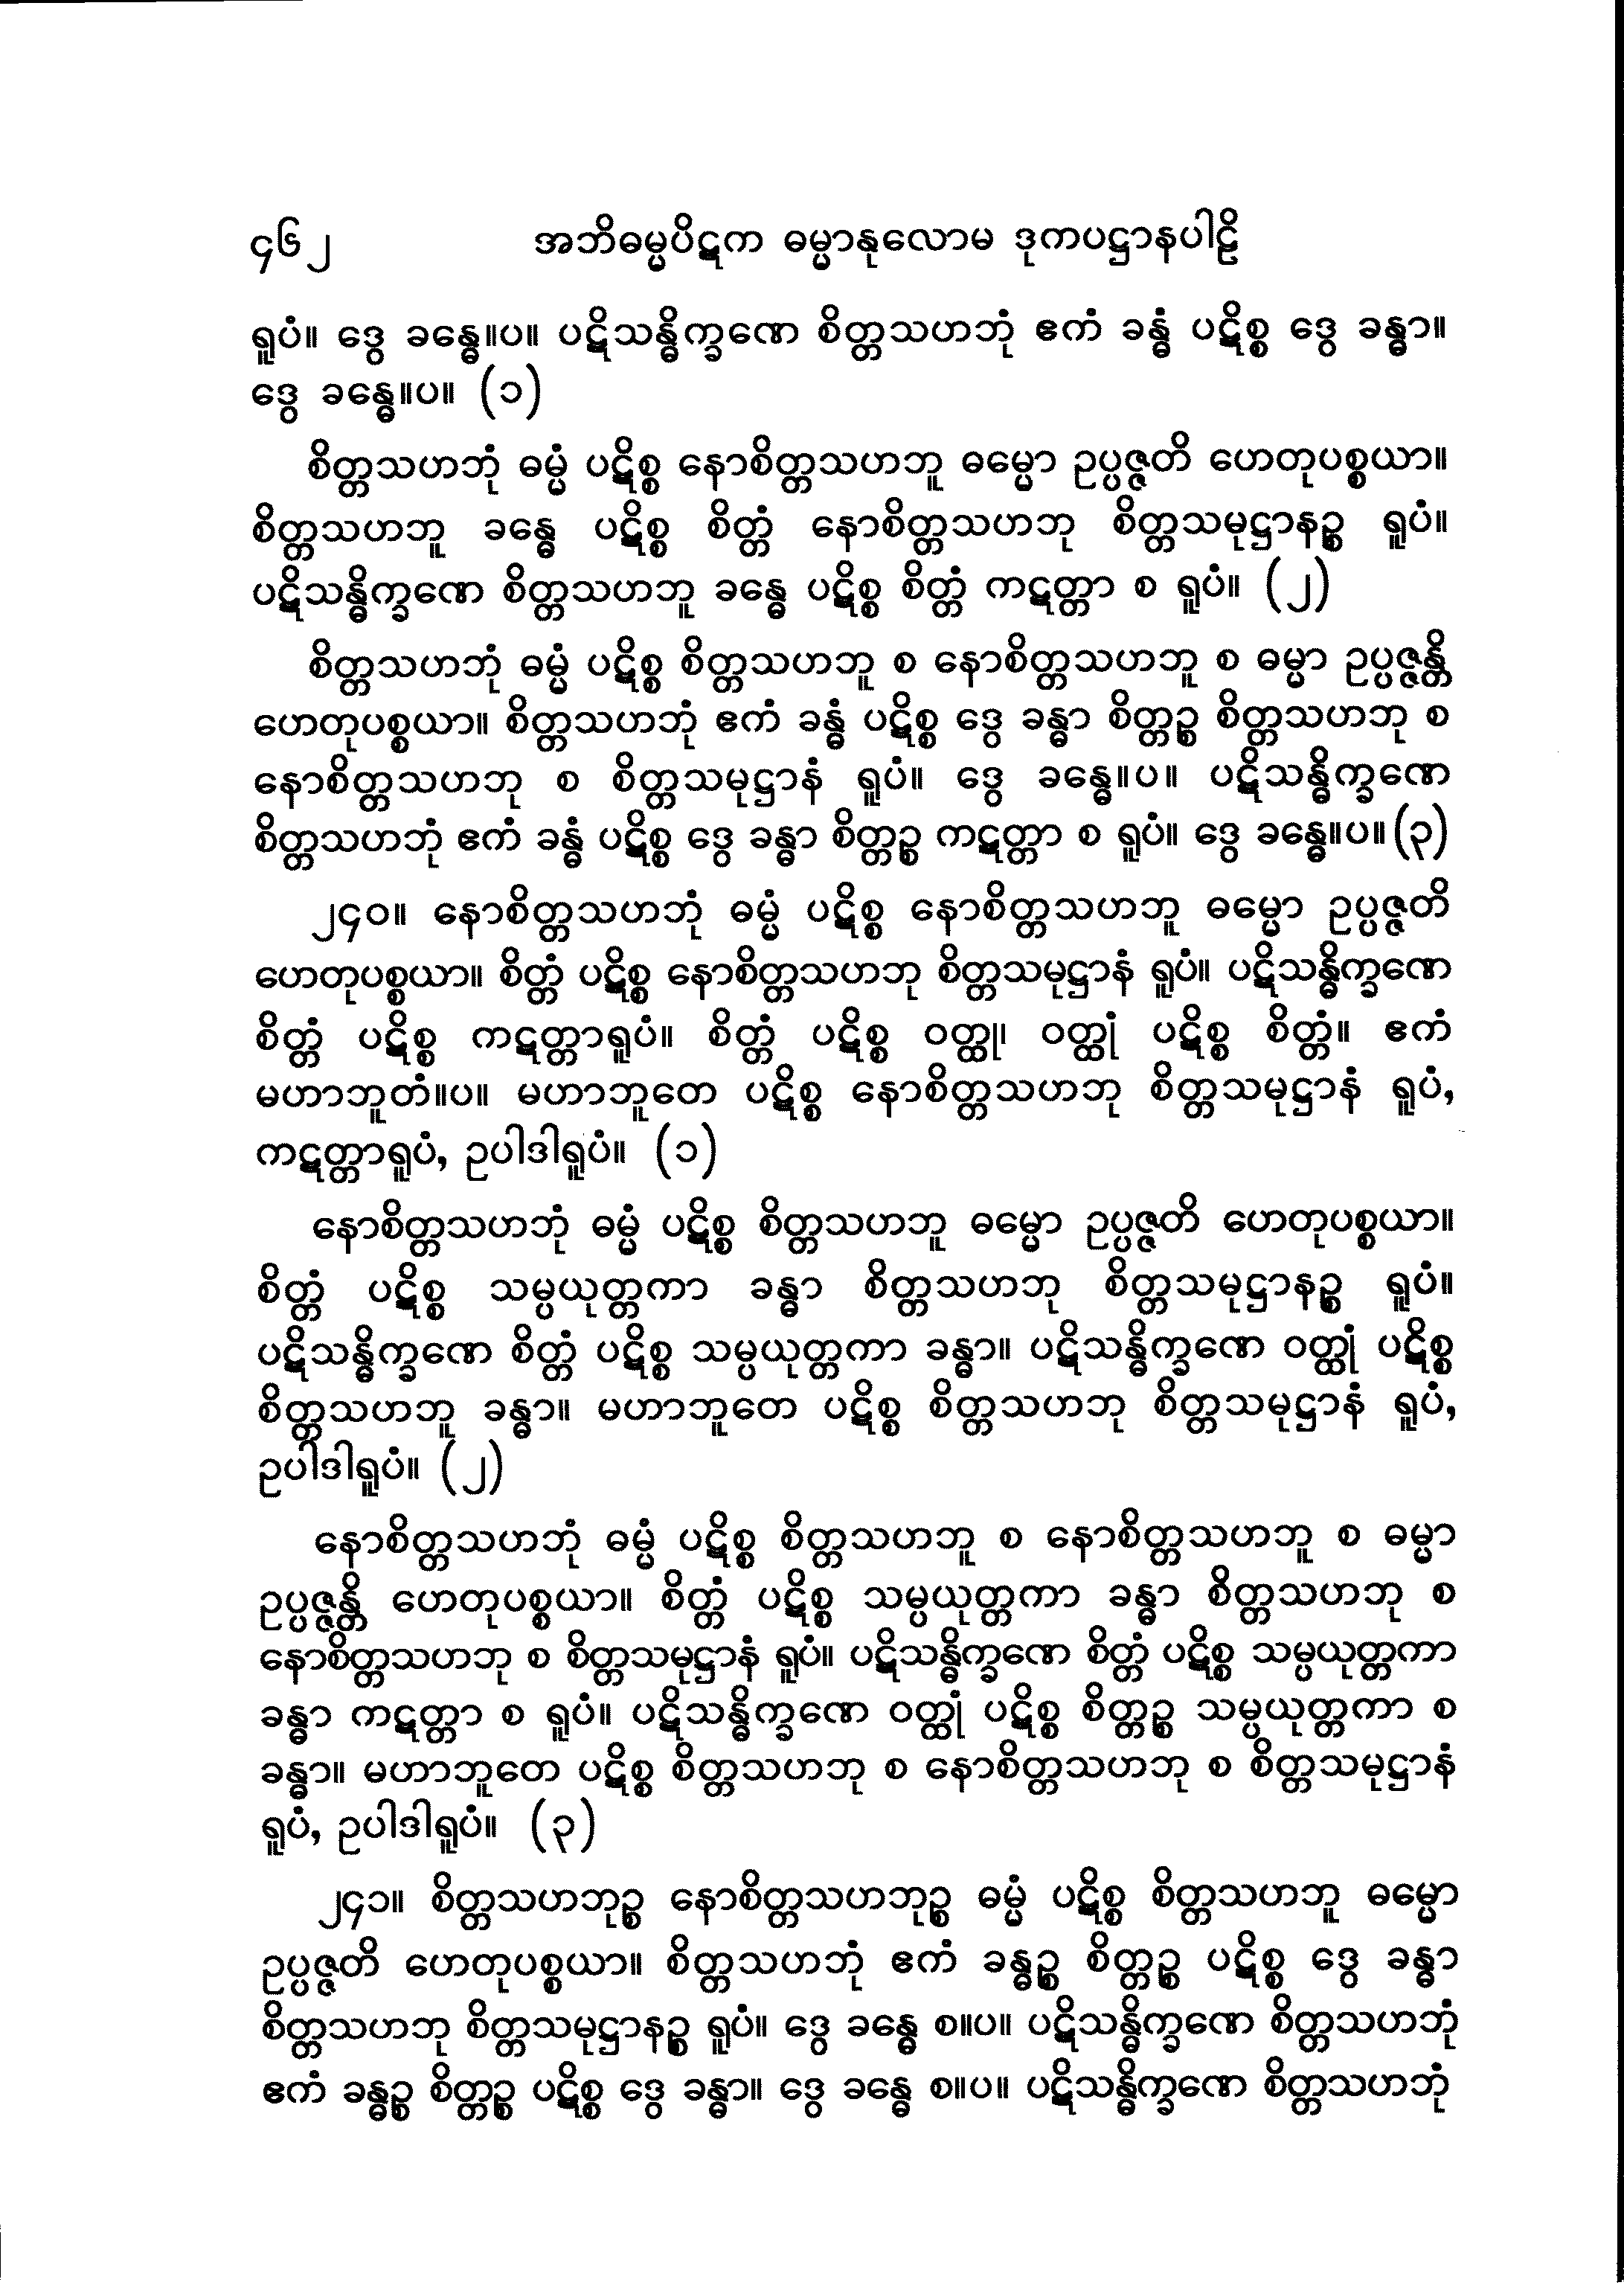 ၄၆၂ အဘိဓမ္မပိဋက ဓမ္မာနုလောမ ဒုကပဋ္ဌာနပါဠိ
ရူပံ။ ဒွေ ခန္ဓေ။ပ။ ပဋိသန္ဓိက္ခဏေ စိတ္တသဟဘုံ ဧကံ ခန္ဓံ ပဋိစ္စ ဒွေ ခန္ဓာ။
ဒွေ ခန္ဓေ။ပ။ (၁)
စိတ္တသဟဘုံ ဓမ္မံ ပဋိစ္စ နောစိတ္တသဟဘူ ဓမ္မော ဥပ္ပဇ္ဇတိ ဟေတုပစ္စယာ။
စိတ္တသဟဘူ ခန္ဓေ ပဋိစ္စ စိတ္တံ နောစိတ္တသဟဘု စိတ္တသမုဋ္ဌာနဉ္စ ရူပံ။
ပဋိသန္ဓိက္ခဏေ စိတ္တသဟဘူ ခန္ဓေ ပဋိစ္စ စိတ္တံ ကဋတ္တာ စ ရူပံ။ (၂)
စိတ္တသဟဘုံ ဓမ္မံ ပဋိစ္စ စိတ္တသဟဘူ စ နောစိတ္တသဟဘူ စ ဓမ္မာ ဥပ္ပဇ္ဇန္တိ
ဟေတုပစ္စယာ။ စိတ္တသဟဘုံ ဧကံ ခန္ဓံ ပဋိစ္စ ဒွေ ခန္ဓာ စိတ္တဉ္စ စိတ္တသဟဘု စ
နောစိတ္တသဟဘု စ စိတ္တသမုဋ္ဌာနံ ရူပံ။ ဒွေ ခန္ဓေ။ပ။ ပဋိသန္ဓိက္ခဏေ
စိတ္တသဟဘုံ ဧကံ ခန္ဓံ ပဋိစ္စ ဒွေ ခန္ဓာ စိတ္တဉ္စ ကဋတ္တာ စ ရူပံ။ ဒွေ ခန္ဓေ။ပ။(၃)
၂၄၀။ နောစိတ္တသဟဘုံ ဓမ္မံ ပဋိစ္စ နောစိတ္တသဟဘူ ဓမ္မော ဥပ္ပဇ္ဇတိ
ဟေတုပစ္စယာ။ စိတ္တံ ပဋိစ္စ နောစိတ္တသဟဘု စိတ္တသမုဋ္ဌာနံ ရူပံ။ ပဋိသန္ဓိက္ခဏေ
စိတ္တံ ပဋိစ္စ ကဋတ္တာရူပံ။ စိတ္တံ ပဋိစ္စ ဝတ္ထု၊ ဝတ္ထုံ ပဋိစ္စ စိတ္တံ။ ဧကံ
မဟာဘူတံ။ပ။ မဟာဘူတေ ပဋိစ္စ နောစိတ္တသဟဘု စိတ္တသမုဋ္ဌာနံ ရူပံ,
ကဋတ္တာရူပံ, ဥပါဒါရူပံ။ (၁)
နောစိတ္တသဟဘုံ ဓမ္မံ ပဋိစ္စ စိတ္တသဟဘူ ဓမ္မော ဥပ္ပဇ္ဇတိ ဟေတုပစ္စယာ။
စိတ္တံ ပဋိစ္စ သမ္ပယုတ္တကာ ခန္ဓာ စိတ္တသဟဘု စိတ္တသမုဋ္ဌာနဉ္စ ရူပံ။
ပဋိသန္ဓိက္ခဏေ စိတ္တံ ပဋိစ္စ သမ္ပယုတ္တကာ ခန္ဓာ။ ပဋိသန္ဓိက္ခဏေ ဝတ္ထုံ ပဋိစ္စ
စိတ္တသဟဘူ ခန္ဓာ။ မဟာဘူတေ ပဋိစ္စ စိတ္တသဟဘု စိတ္တသမုဋ္ဌာနံ ရူပံ,
ဥပါဒါရူပံ။ (၂)
နောစိတ္တသဟဘုံ ဓမ္မံ ပဋိစ္စ စိတ္တသဟဘူ စ နောစိတ္တသဟဘူ စ ဓမ္မာ
ဥပ္ပဇ္ဇန္တိ ဟေတုပစ္စယာ။ စိတ္တံ ပဋိစ္စ သမ္ပယုတ္တကာ ခန္ဓာ စိတ္တသဟဘု စ
နောစိတ္တသဟဘု စ စိတ္တသမုဋ္ဌာနံ ရူပံ။ ပဋိသန္ဓိက္ခဏေ စိတ္တံ ပဋိစ္စ သမ္ပယုတ္တကာ
ခန္ဓာ ကဋတ္တာ စ ရူပံ။ ပဋိသန္ဓိက္ခဏေ ဝတ္ထုံ ပဋိစ္စ စိတ္တဉ္စ သမ္ပယုတ္တကာ စ
ခန္ဓာ။ မဟာဘူတေ ပဋိစ္စ စိတ္တသဟဘု စ နောစိတ္တသဟဘု စ စိတ္တသမုဋ္ဌာနံ
ရူပံ, ဥပါဒါရူပံ။ (၃)
၂၄၁။ စိတ္တသဟဘုဉ္စ နောစိတ္တသဟဘုဉ္စ ဓမ္မံ ပဋိစ္စ စိတ္တသဟဘူ ဓမ္မော
ဥပ္ပဇ္ဇတိ ဟေတုပစ္စယာ။ စိတ္တသဟဘုံ ဧကံ ခန္ဓဉ္စ စိတ္တဉ္စ ပဋိစ္စ ဒွေ ခန္ဓာ
စိတ္တသဟဘု စိတ္တသမုဋ္ဌာနဉ္စ ရူပံ။ ဒွေ ခန္ဓေ စ။ပ။ ပဋိသန္ဓိက္ခဏေ စိတ္တသဟဘုံ
ဧကံ ခန္ဓဉ္စ စိတ္တဉ္စ ပဋိစ္စ ဒွေ ခန္ဓာ။ ဒွေ ခန္ဓေ စ။ပ။ ပဋိသန္ဓိက္ခဏေ စိတ္တသဟဘုံ